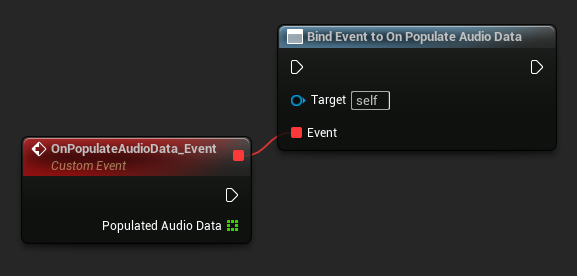 Bind Event to On Populate Audio Data
Target self
Event
OnPopulateAudioData_Event
Custom Event
Populated Audio Data